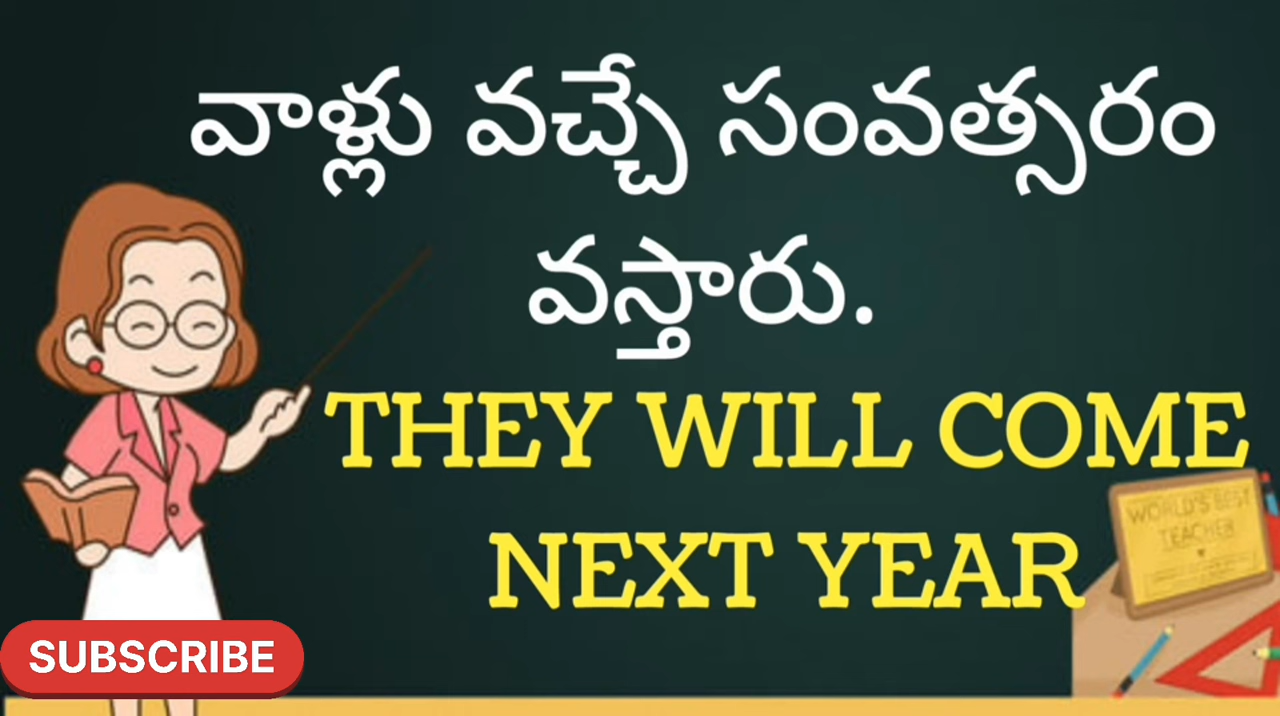 వాళ్లు వచ్చే సంవత్సరం
వస్తారు.
THEY WILL COME
NEXT YEAR
WORLD'S BEST
TEACHER
SUBSCRIBE